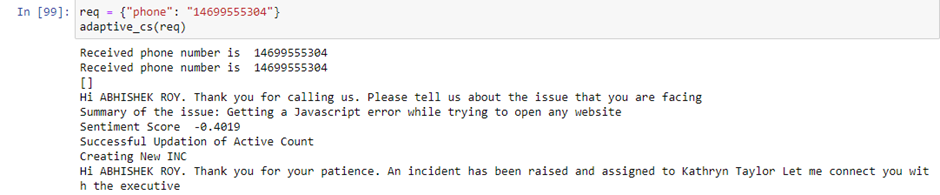 In [99]: req = {"phone": "14699555304"}
adaptive_cs(req)
Received phone number is  14699555304
Received phone number is  14699555304
[]
Hi ABHISHEK ROY. Thank you for calling us. Please tell us about the issue that you are facing
Summary of the issue: Getting a Javascript error while trying to open any website
Sentiment Score  -0.4019
Successful Updation of Active Count
Creating New INC
Hi ABHISHEK ROY. Thank you for your patience. An incident has been raised and assigned to Kathryn Taylor Let me connect you wit
h the executive